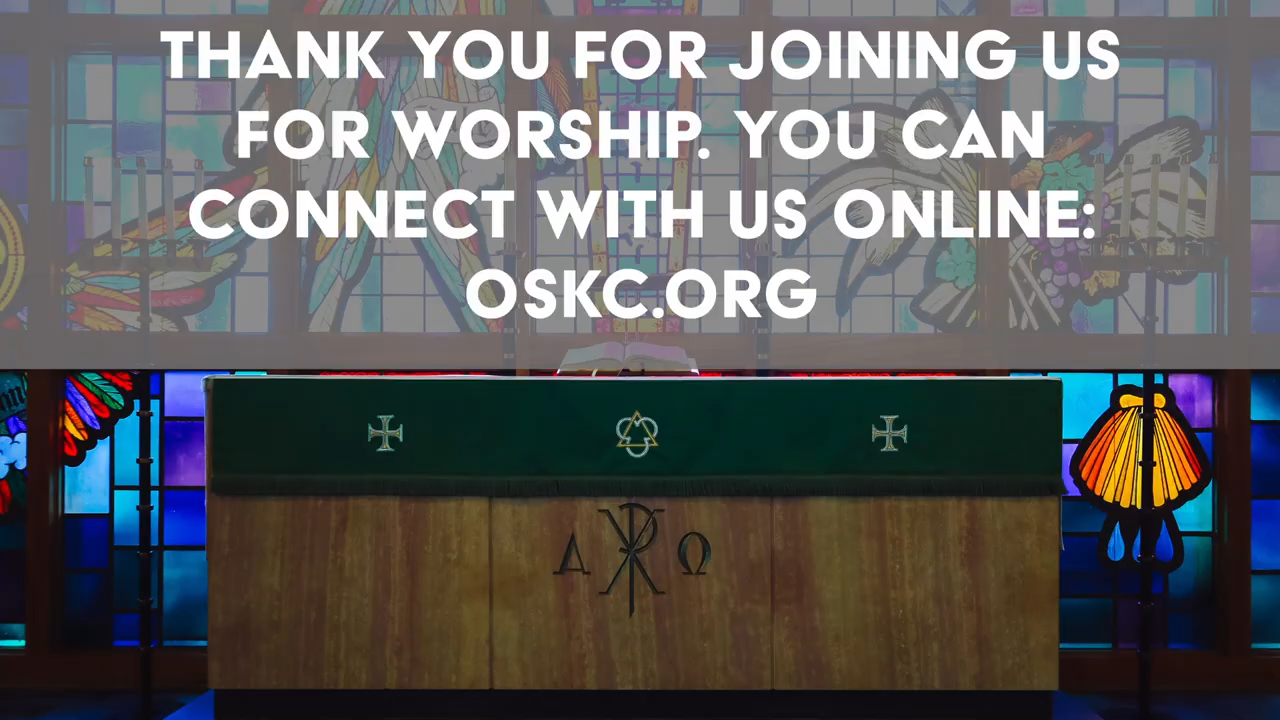 THANK YOU FOR JOINING US
FOR WORSHIP. YOU CAN
CONNECT WITH US ONLINE:
OSKC.ORG
Α ☧ Ω